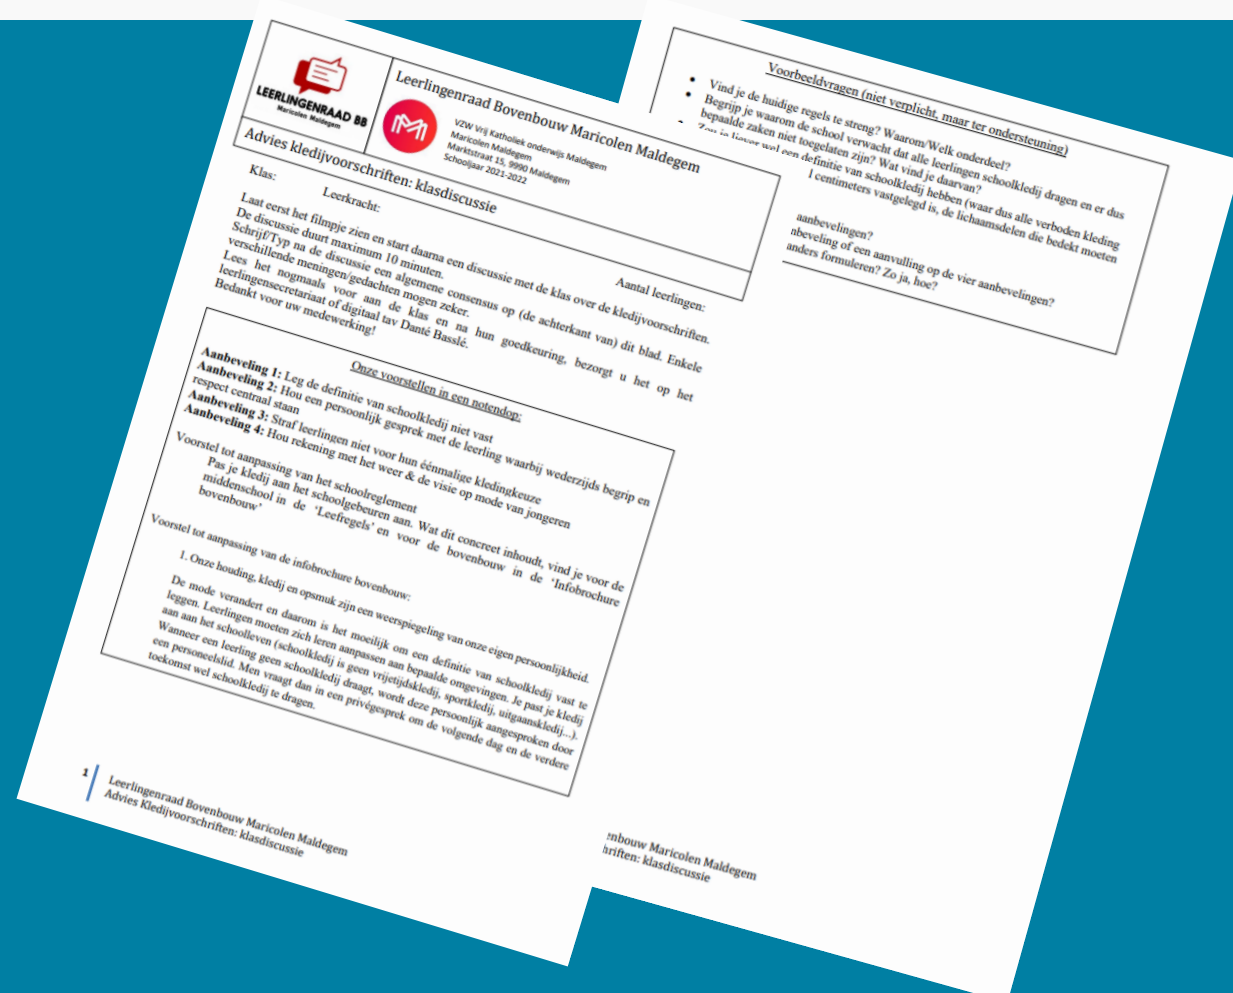 LEERLINGENRAAD BB
Maricolen Maldegem
Leerlingenraad Bovenbouw Maricolen Maldegem
VZW Vrij Katholiek onderwijs Maldegem
Maricolen Maldegem
Marktstraat 15, 9990 Maldegem
Schooljaar 2021-2022
Advies kledijvoorschriften: klasdiscussie
Klas:
Leerkracht:
Aantal leerlingen:
Laat eerst het filmpje zien en start daarna een discussie met de klas over de kledijvoorschriften.
De discussie duurt maximum 10 minuten.
Schrijf/Typ na de discussie een algemene consensus op (de achterkant van) dit blad. Enkele
verschillende meningen/gedachten mogen zeker.
Lees het nogmaals voor aan de klas en na hun goedkeuring, bezorgt u het op het
leerlingensecretariaat of digitaal tav Danté Basslé.
Bedankt voor uw medewerking!
Onze voorstellen in een notendop:
Aanbeveling 1: Leg de definitie van schoolkledij niet vast
Aanbeveling 2: Hou een persoonlijk gesprek met de leerling waarbij wederzijds begrip en
respect centraal staan
Aanbeveling 3: Straf leerlingen niet voor hun éénmalige kledingkeuze
Aanbeveling 4: Hou rekening met het weer & de visie op mode van jongeren
Voorstel tot aanpassing van het schoolreglement
Pas je kledij aan het schoolgebeuren aan. Wat dit concreet inhoudt, vind je voor de
middenschool in de ‘Leefregels’ en voor de bovenbouw in de ‘Infobrochure
bovenbouw’
Voorstel tot aanpassing van de infobrochure bovenbouw:
1. Onze houding, kledij en opsmuk zijn een weerspiegeling van onze eigen persoonlijkheid.
De mode verandert en daarom is het moeilijk om een definitie van schoolkledij vast te
leggen. Leerlingen moeten zich leren aanpassen aan bepaalde omgevingen. Je past je kledij
aan aan het schoolleven (schoolkledij is geen vrijetijdskledij, sportkledij, uitgaanskledij...).
Wanneer een leerling geen schoolkledij draagt, wordt deze persoonlijk aangesproken door
een personeelslid. Men vraagt dan in een privégesprek om de volgende dag en de verdere
toekomst wel schoolkledij te dragen.
1
Leerlingenraad Bovenbouw Maricolen Maldegem
Advies Kledijvoorschriften: klasdiscussie
Voorbeeldvragen (niet verplicht, maar ter ondersteuning)
• Vind je de huidige regels te streng? Waarom/Welk onderdeel?
• Begrijp je waarom de school verwacht dat alle leerlingen schoolkledij dragen en er dus
bepaalde zaken niet toegelaten zijn? Wat vind je daarvan?
Zou je liever wel een definitie van schoolkledij hebben (waar dus alle verboden kleding
l centimeters vastgelegd is, de lichaamsdelen die bedekt moeten
aanbevelingen?
nbeveling of een aanvulling op de vier aanbevelingen?
anders formuleren? Zo ja, hoe?
enbouw Maricolen Maldegem
hriften: klasdiscussie